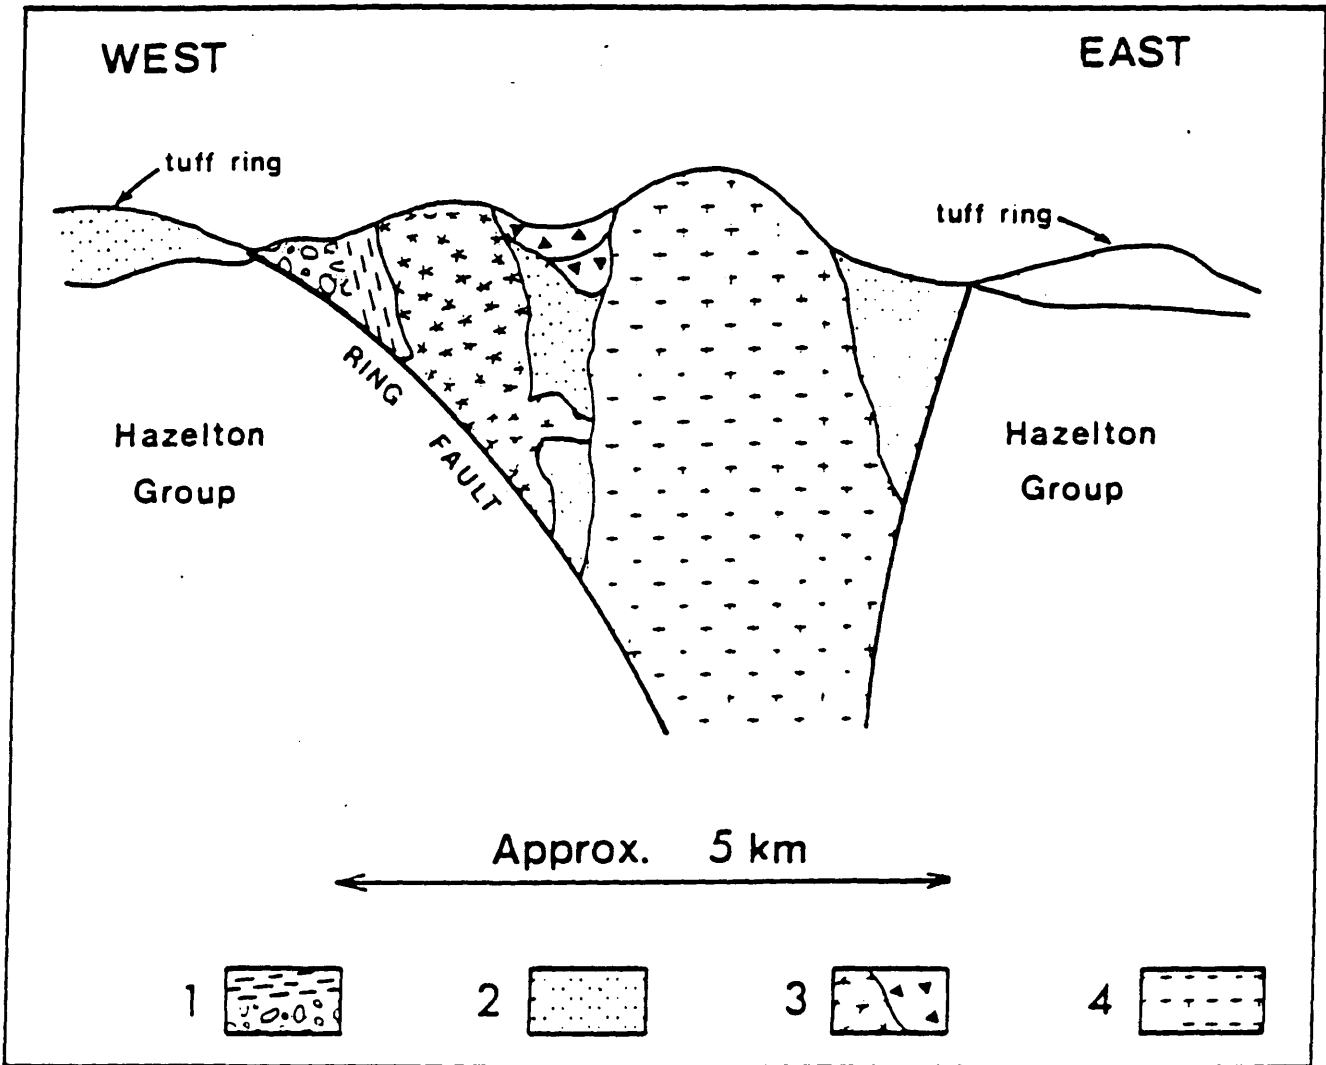 WEST
EAST
tuff ring
tuff ring
RING FAULT
Hazelton
Group
Hazelton
Group
Approx. 5 km
1
2
3
4